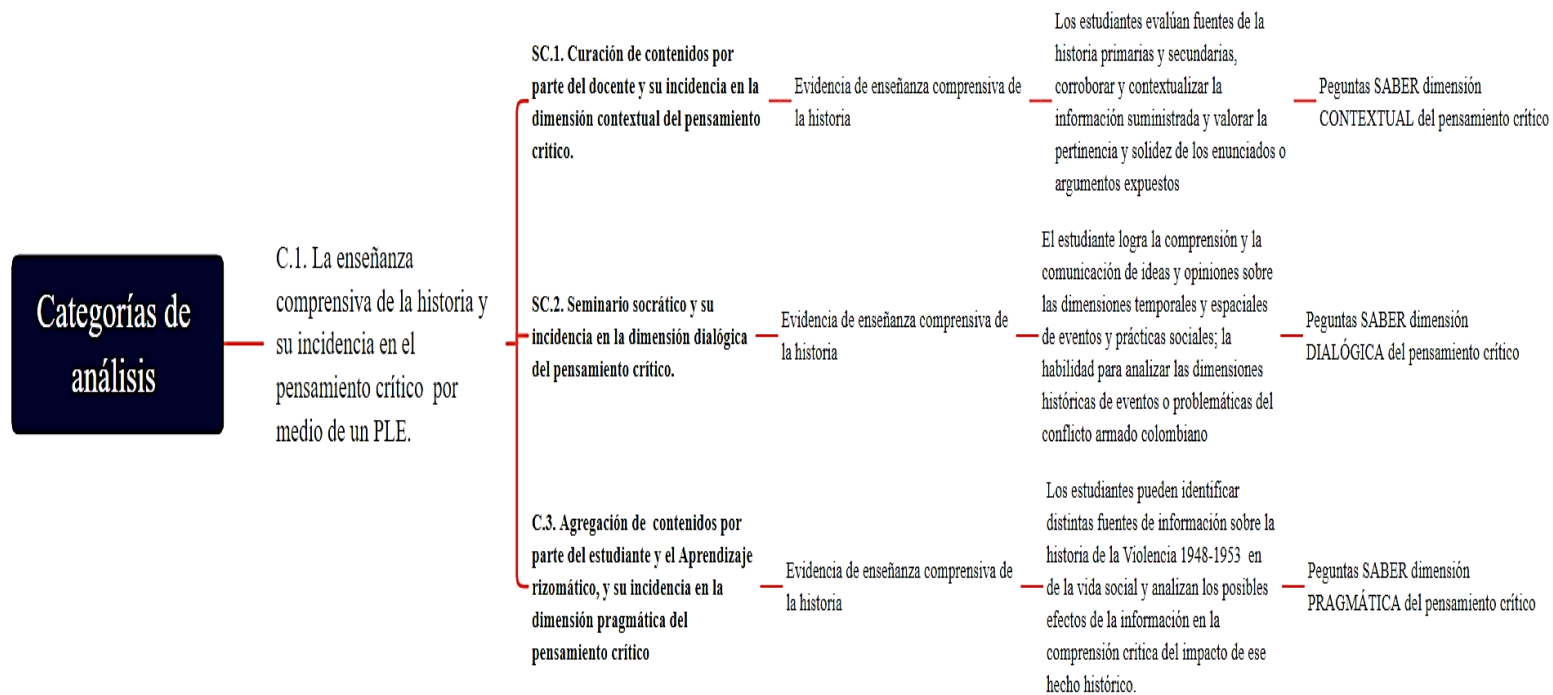 Categorías de
análisis
C.1. La enseñanza
comprensiva de la historia y
su incidencia en el
pensamiento crítico  por
medio de un PLE.
SC.1. Curación de contenidos por
parte del docente y su incidencia en la
dimensión contextual del pensamiento
critico.
Evidencia de enseñanza comprensiva de
la historia
Los estudiantes evalúan fuentes de la
historia primarias y secundarias,
corroborar y contextualizar la
información suministrada y valorar la
pertinencia y solidez de los enunciados o
argumentos expuestos
Peguntas SABER dimensión
CONTEXTUAL del pensamiento crítico
SC.2. Seminario socrático y su
incidencia en la dimensión dialógica
del pensamiento crítico.
Evidencia de enseñanza comprensiva de
la historia
El estudiante logra la comprensión y la
comunicación de ideas y opiniones sobre
las dimensiones temporales y espaciales
de eventos y prácticas sociales; la
habilidad para analizar las dimensiones
históricas de eventos o problemáticas del
conflicto armado colombiano
Peguntas SABER dimensión
DIALÓGICA del pensamiento crítico
C.3. Agregación de  contenidos por
parte del estudiante y el Aprendizaje
rizomático, y su incidencia en la
dimensión pragmática del
pensamiento crítico
Evidencia de enseñanza comprensiva de
la historia
Los estudiantes pueden identificar
distintas fuentes de información sobre la
historia de la Violencia 1948-1953  en
de la vida social y analizan los posibles
efectos de la información en la
comprensión critica del impacto de ese
hecho histórico.
Peguntas SABER dimensión
PRAGMÁTICA del pensamiento crítico